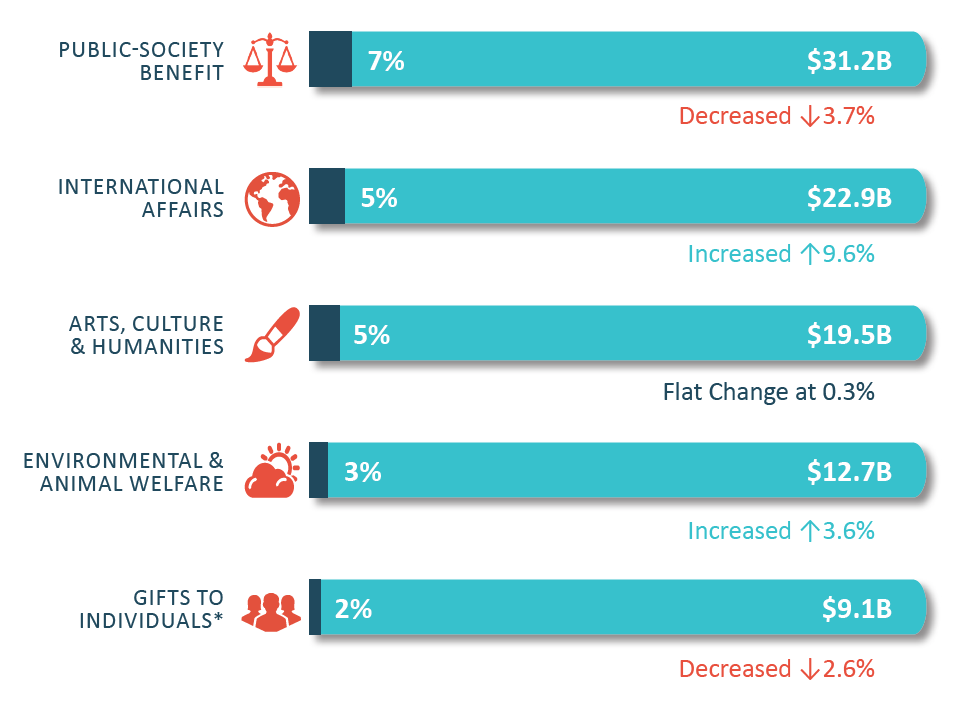 PUBLIC-SOCIETY
BENEFIT
7%
$31.2B
Decreased ↓3.7%
INTERNATIONAL
AFFAIRS
5%
$22.9B
Increased ↑9.6%
ARTS, CULTURE
& HUMANITIES
5%
$19.5B
Flat Change at 0.3%
ENVIRONMENTAL &
ANIMAL WELFARE
3%
$12.7B
Increased ↑3.6%
GIFTS TO
INDIVIDUALS*
2%
$9.1B
Decreased ↓2.6%